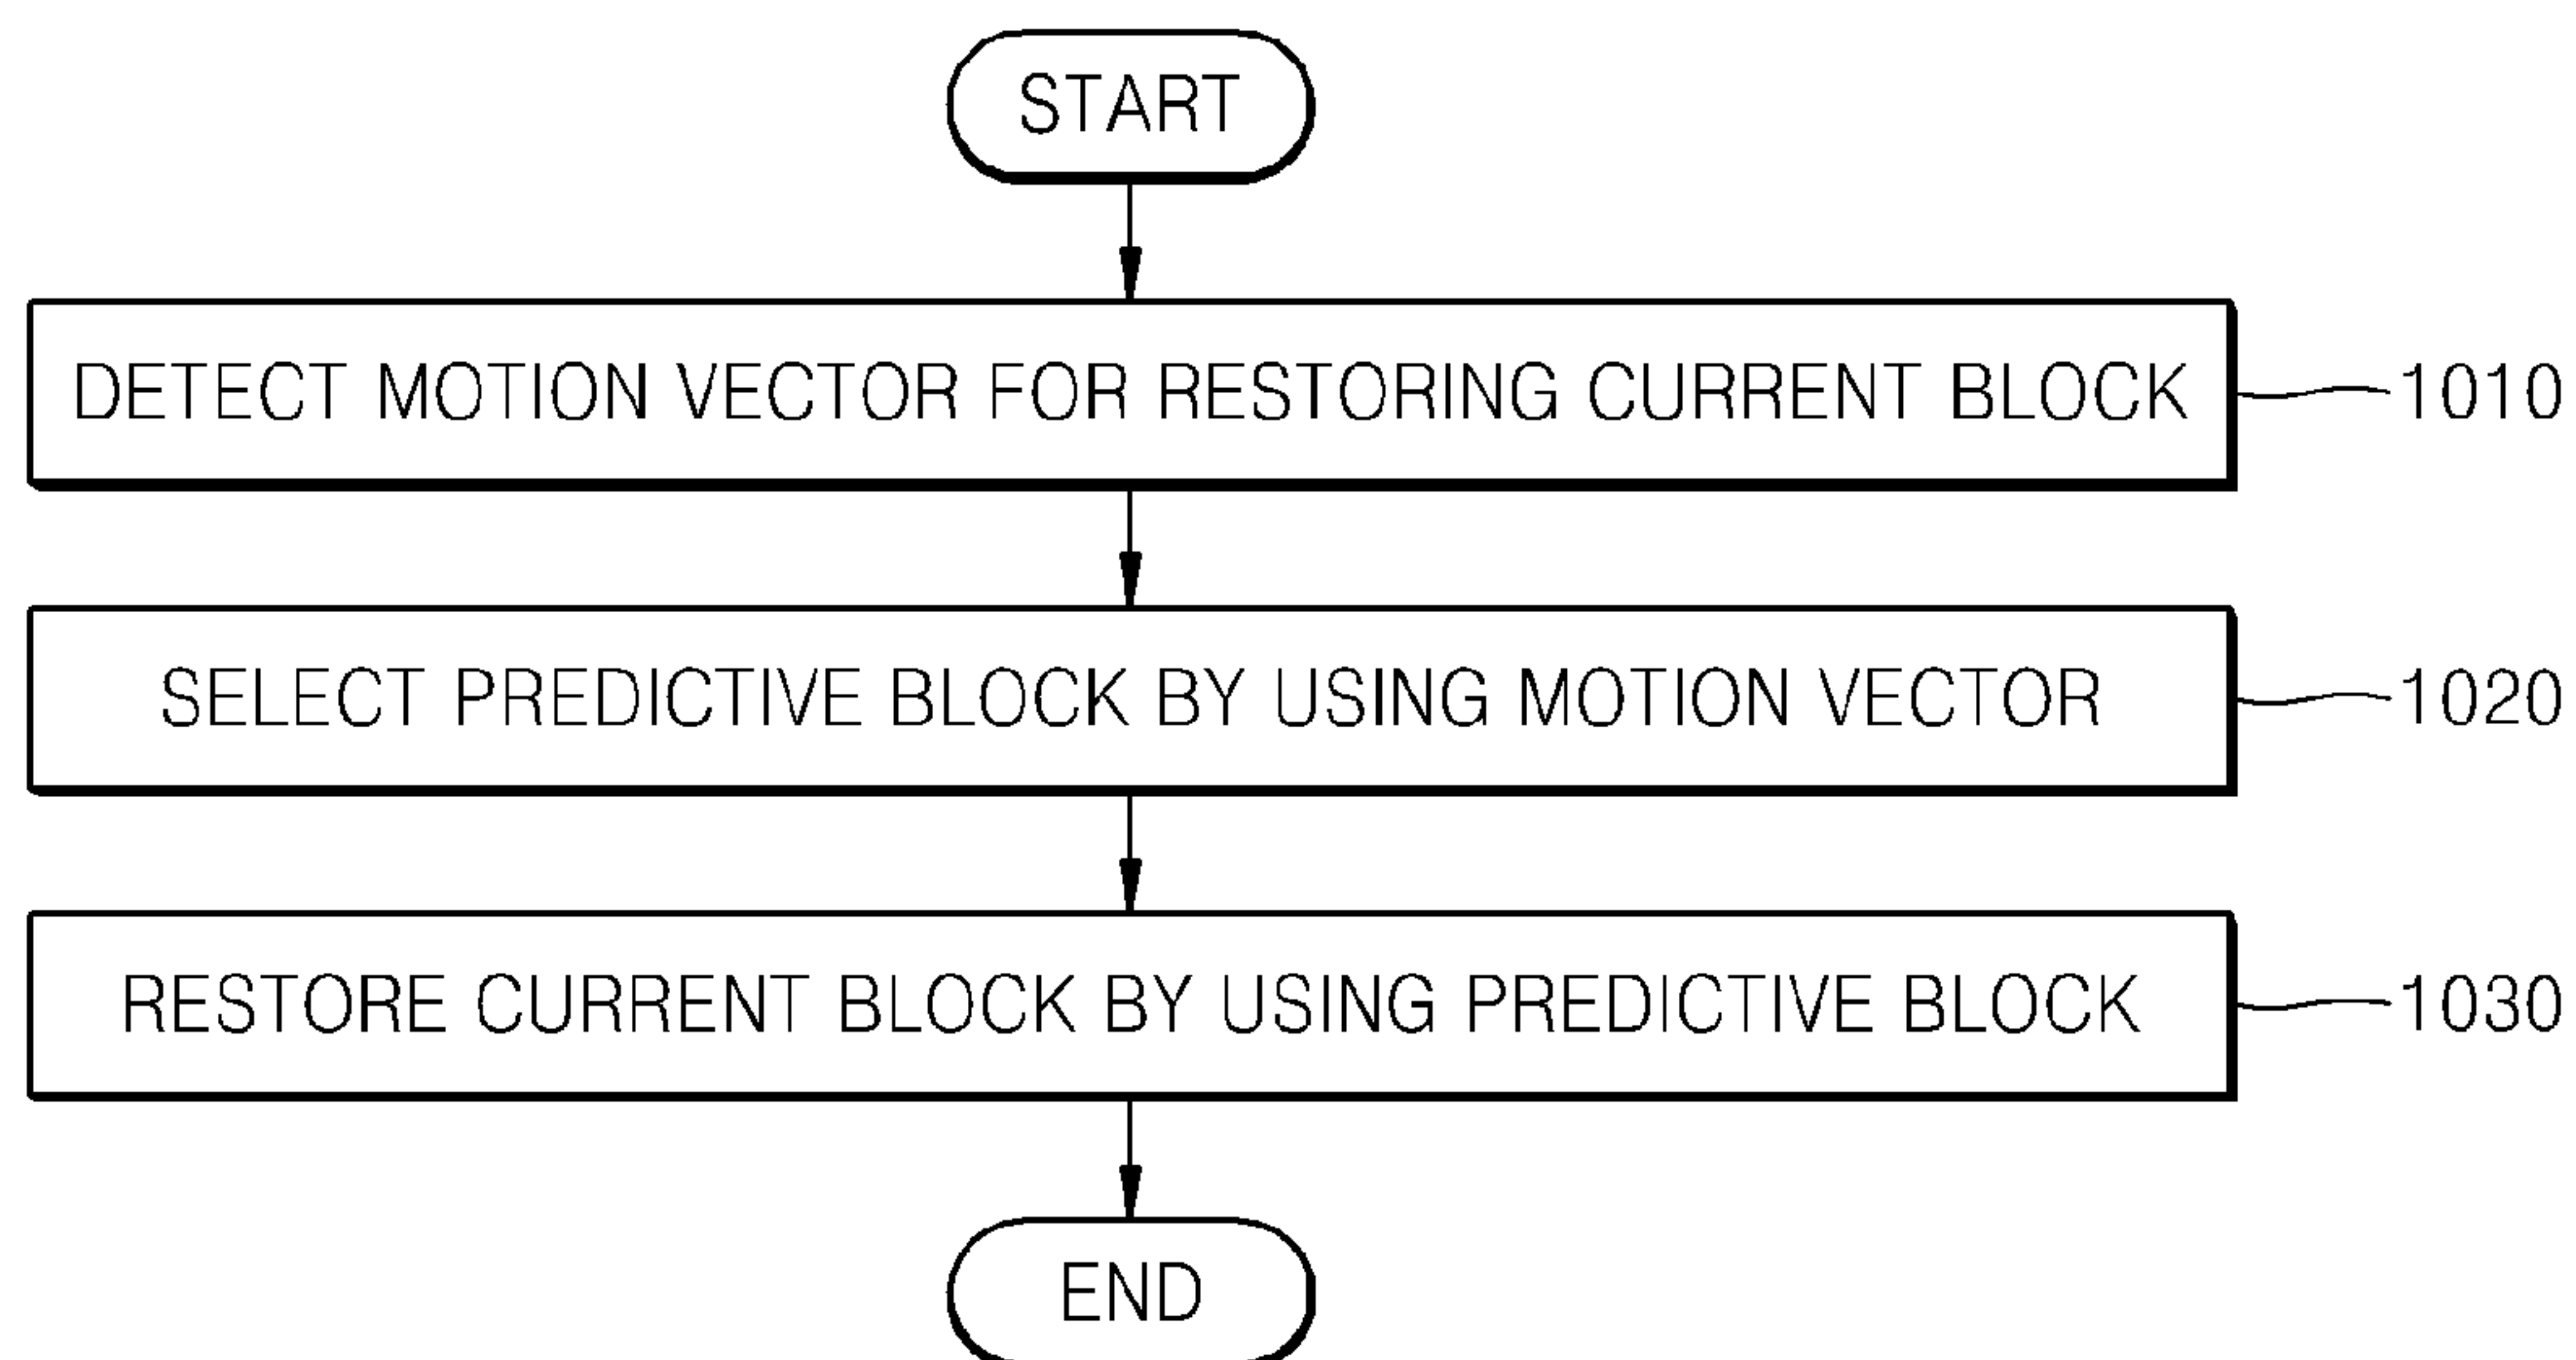 START
DETECT MOTION VECTOR FOR RESTORING CURRENT BLOCK 1010
SELECT PREDICTIVE BLOCK BY USING MOTION VECTOR 1020
RESTORE CURRENT BLOCK BY USING PREDICTIVE BLOCK 1030
END